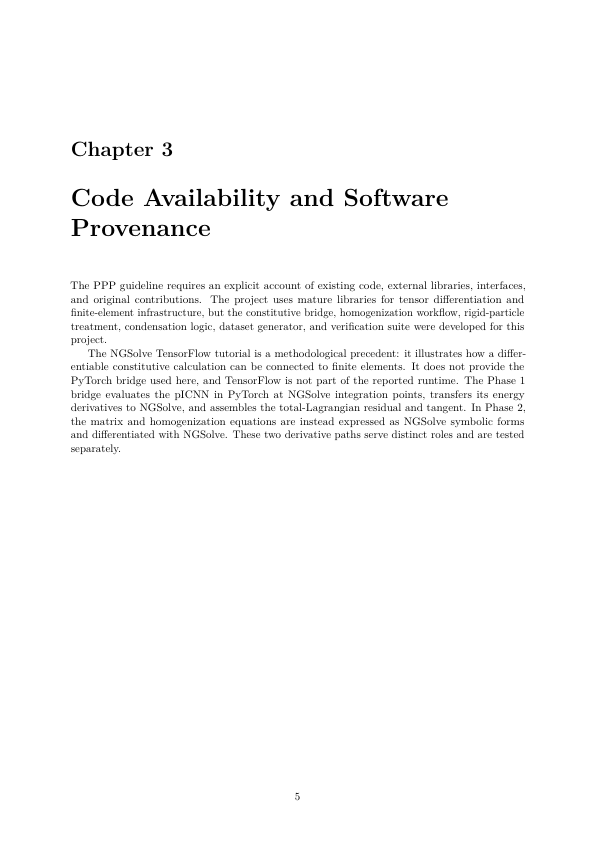 Chapter 3
Code Availability and Software
Provenance
The PPP guideline requires an explicit account of existing code, external libraries, interfaces,
and original contributions. The project uses mature libraries for tensor differentiation and
finite-element infrastructure, but the constitutive bridge, homogenization workflow, rigid-particle
treatment, condensation logic, dataset generator, and verification suite were developed for this
project.
The NGSolve TensorFlow tutorial is a methodological precedent: it illustrates how a differ-
entiable constitutive calculation can be connected to finite elements. It does not provide the
PyTorch bridge used here, and TensorFlow is not part of the reported runtime. The Phase 1
bridge evaluates the pICNN in PyTorch at NGSolve integration points, transfers its energy
derivatives to NGSolve, and assembles the total-Lagrangian residual and tangent. In Phase 2,
the matrix and homogenization equations are instead expressed as NGSolve symbolic forms
and differentiated with NGSolve. These two derivative paths serve distinct roles and are tested
separately.
5